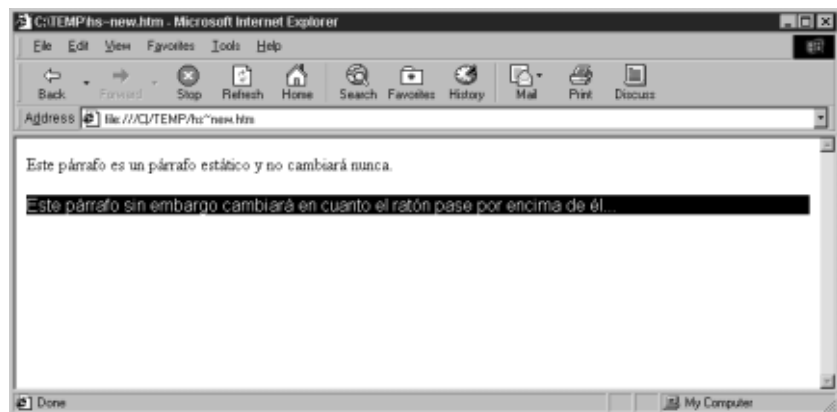 C:\TEMP\hs~new.htm - Microsoft Internet Explorer
File Edit View Favorites Tools Help
Back Forward Stop Refresh Home Search Favorites History Mail Print Discuss
Address file:///C|/TEMP/hs~new.htm
Este párrafo es un párrafo estático y no cambiará nunca.
Este párrafo sin embargo cambiará en cuanto el ratón pase por encima de él...
Done My Computer